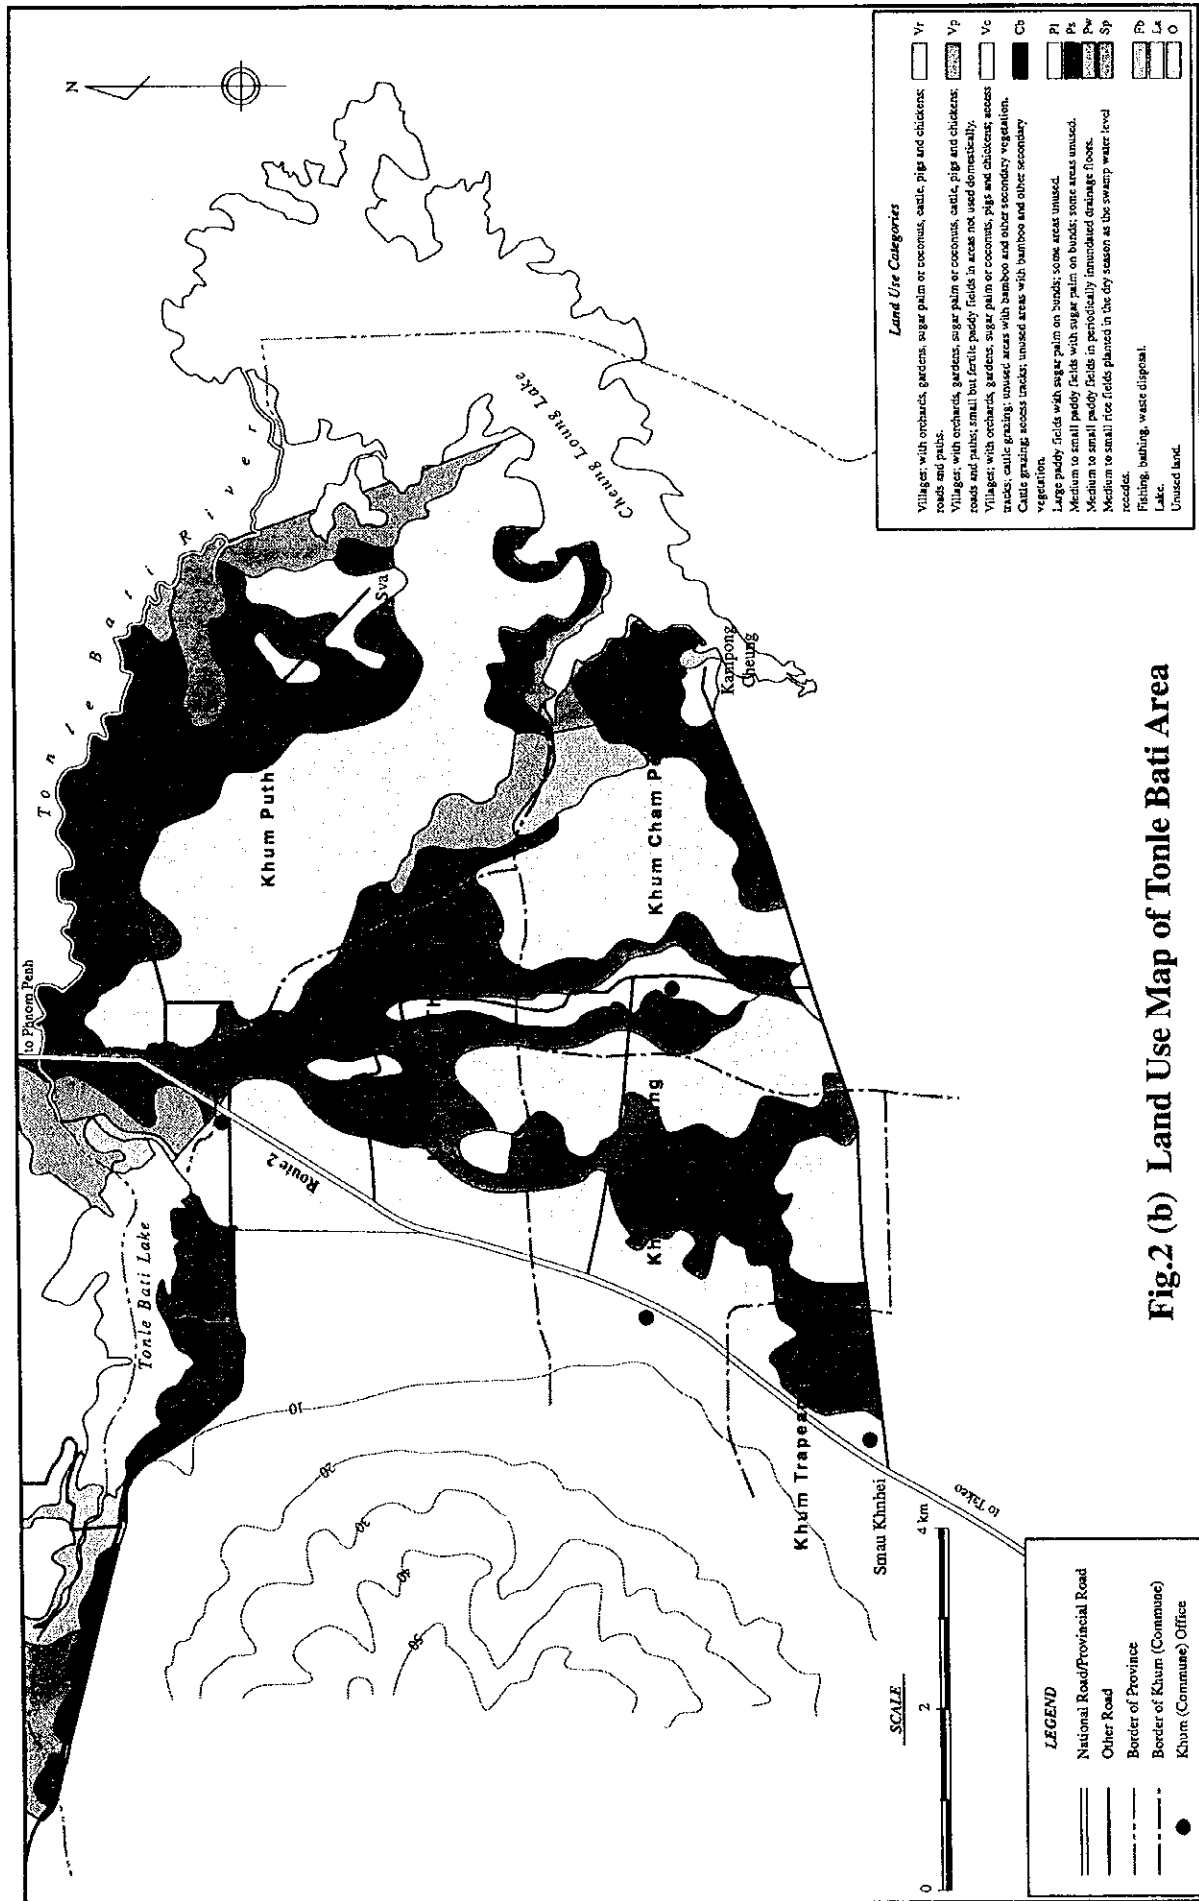 N
to Phnom Penh
Tonle Bati River
Tonle Bati Lake
Route 2
Khum Puth
Sva
Cheung Loung Lake
Khum Cham P
Kampong
Cheung
ng
Kh
Khum Trapean
Smau Khnhei
to Takeo
10
20
30
40
50
SCALE
0
2
4 km
LEGEND
National Road/Provincial Road
Other Road
Border of Province
Border of Khum (Commune)
Khum (Commune) Office
Land Use Categories
Villages; with orchards, gardens, sugar palm or coconuts, cattle, pigs and chickens; Vr
roads and paths.
Villages; with orchards, gardens, sugar palm or coconuts, cattle, pigs and chickens; Vp
roads and paths; small but fertile paddy fields in areas not used domestically.
Villages; with orchards, gardens, sugar palm or coconuts, pigs and chickens; access Vc
tracks; cattle grazing; unused areas with bamboo and other secondary vegetation.
Cattle grazing; access tracks; unused areas with bamboo and other secondary Cb
vegetation.
Large paddy fields with sugar palm on bunds; some areas unused. Pl
Medium to small paddy fields with sugar palm on bunds; some areas unused. Ps
Medium to small paddy fields in periodically innundated drainage floors. Pw
Medium to small rice fields planted in the dry season as the swamp water level Sp
recedes.
Fishing, bathing, waste disposal. Fb
Lake. La
Unused land. O
Fig.2 (b) Land Use Map of Tonle Bati Area